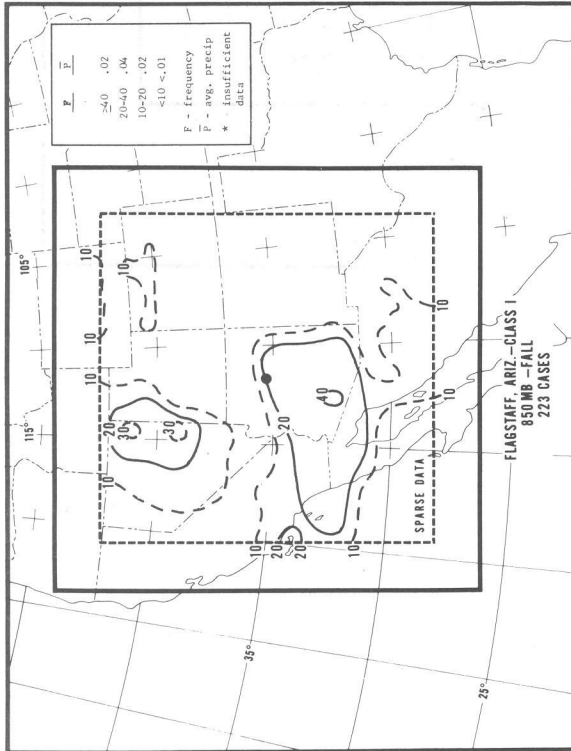 F P
≥40 .02
20-40 .04
10-20 .02
<10 <.01
F - frequency
P - avg. precip
* insufficient
data
115°
105°
10
10
10
10
10
10
20
30
30
10
20
20
10
20
40
10
10
SPARSE DATA
35°
25°
FLAGSTAFF, ARIZ.—CLASS I
850 MB —FALL
223 CASES